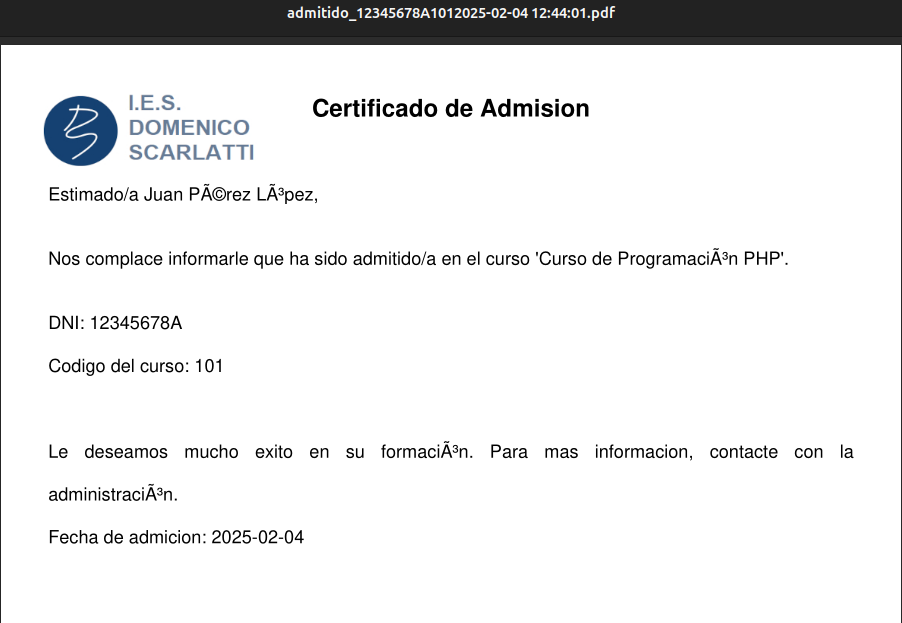 admitido_12345678A1012025-02-04 12:44:01.pdf
I.E.S.
DOMENICO
SCARLATTI
Certificado de Admision
Estimado/a Juan PÃ©rez LÃ³pez,
Nos complace informarle que ha sido admitido/a en el curso 'Curso de ProgramaciÃ³n PHP'.
DNI: 12345678A
Codigo del curso: 101
Le deseamos mucho exito en su formaciÃ³n. Para mas informacion, contacte con la
administraciÃ³n.
Fecha de admicion: 2025-02-04